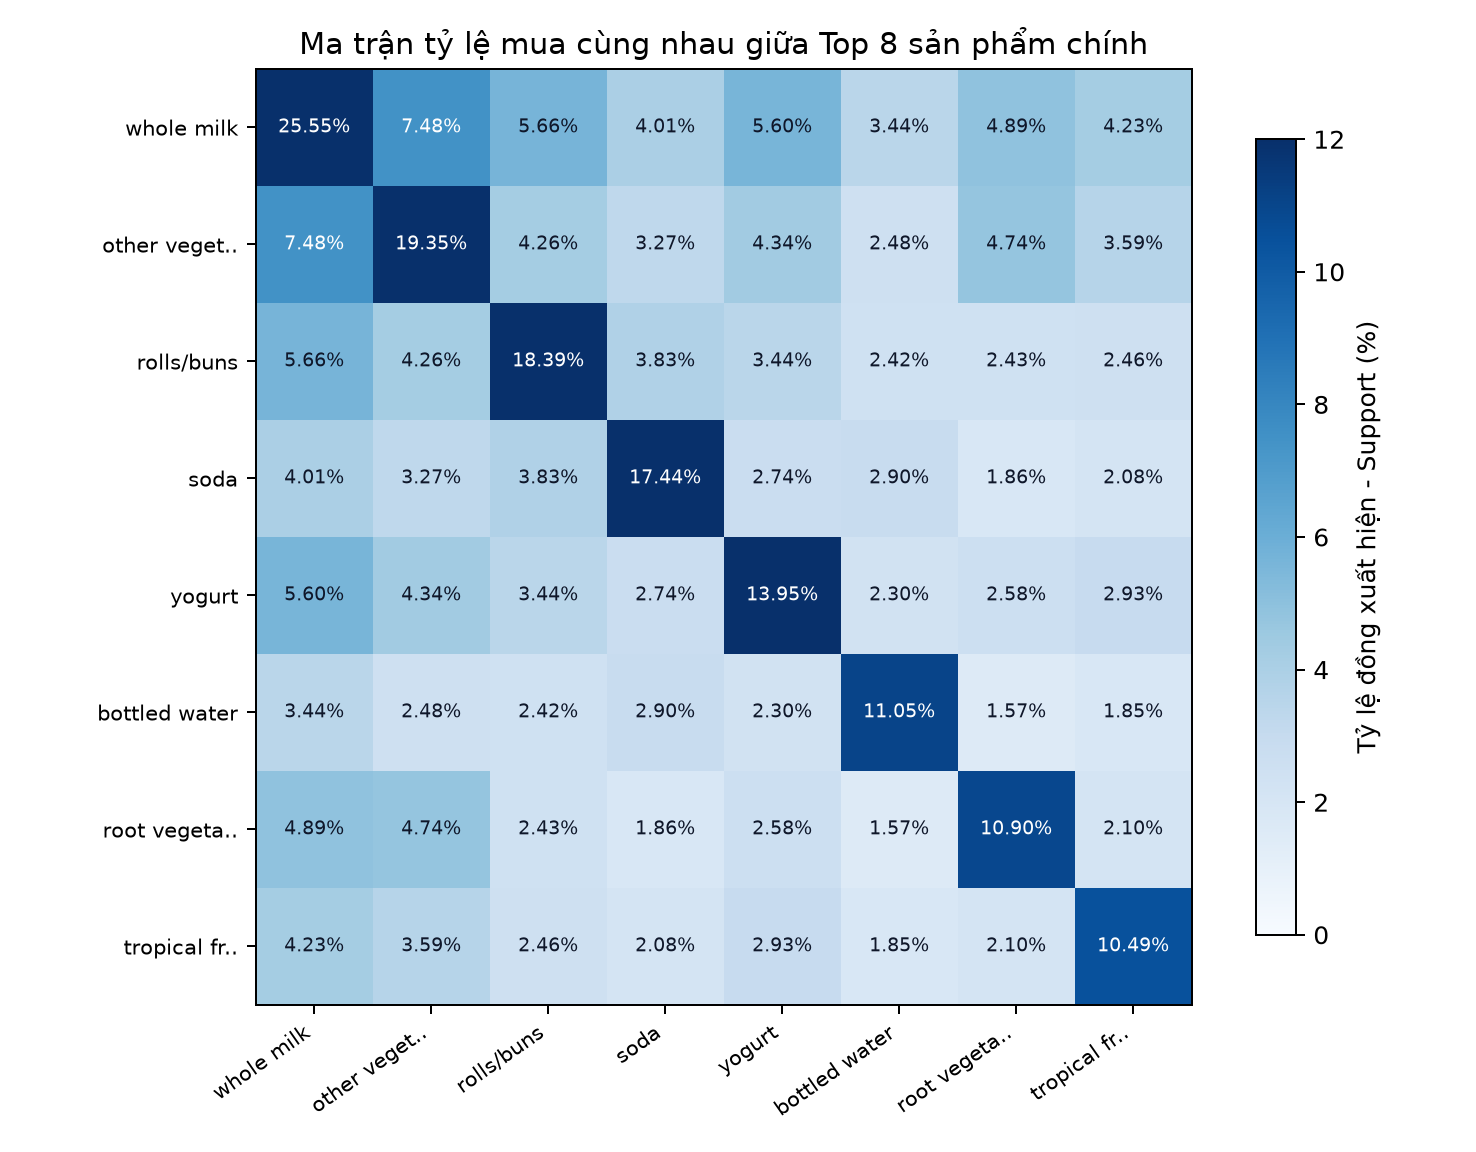 Ma trận tỷ lệ mua cùng nhau giữa Top 8 sản phẩm chính
whole milk 25.55% 7.48% 5.66% 4.01% 5.60% 3.44% 4.89% 4.23%
other veget.. 7.48% 19.35% 4.26% 3.27% 4.34% 2.48% 4.74% 3.59%
rolls/buns 5.66% 4.26% 18.39% 3.83% 3.44% 2.42% 2.43% 2.46%
soda 4.01% 3.27% 3.83% 17.44% 2.74% 2.90% 1.86% 2.08%
yogurt 5.60% 4.34% 3.44% 2.74% 13.95% 2.30% 2.58% 2.93%
bottled water 3.44% 2.48% 2.42% 2.90% 2.30% 11.05% 1.57% 1.85%
root vegeta.. 4.89% 4.74% 2.43% 1.86% 2.58% 1.57% 10.90% 2.10%
tropical fr.. 4.23% 3.59% 2.46% 2.08% 2.93% 1.85% 2.10% 10.49%
whole milk
other veget..
rolls/buns
soda
yogurt
bottled water
root vegeta..
tropical fr..
12
10
8
6
4
2
0
Tỷ lệ đồng xuất hiện - Support (%)